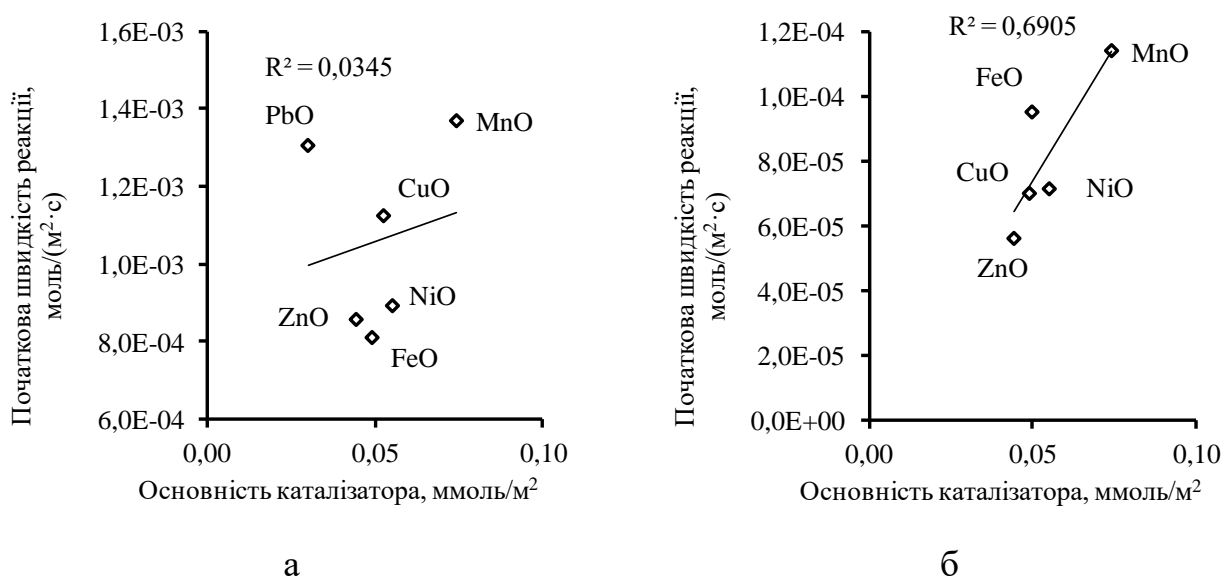 Початкова швидкість реакції,
моль/(м²·с)
1,6E-03
1,4E-03
1,2E-03
1,0E-03
8,0E-04
6,0E-04
R² = 0,0345
PbO
MnO
CuO
NiO
ZnO
FeO
0,00
0,05
0,10
Основність каталізатора, ммоль/м²
а
Початкова швидкість реакції,
моль/(м²·с)
1,2E-04
1,0E-04
8,0E-05
6,0E-05
4,0E-05
2,0E-05
0,0E+00
R² = 0,6905
MnO
FeO
CuO
NiO
ZnO
0,00
0,05
0,10
Основність каталізатора, ммоль/м²
б